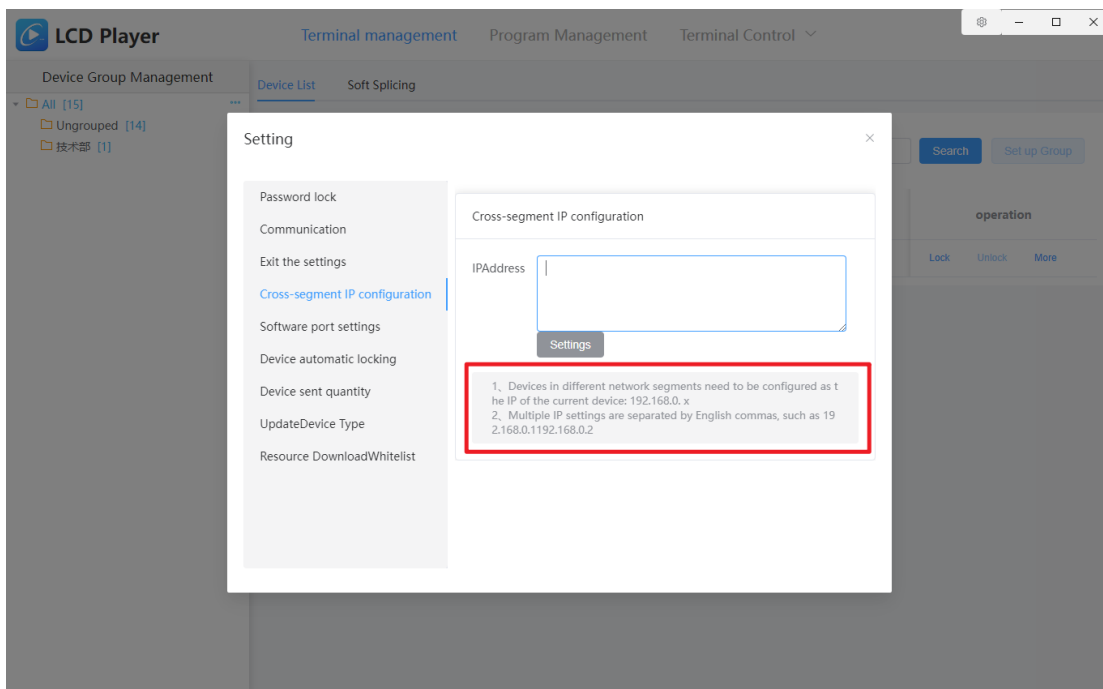 LCD Player
Terminal management
Program Management
Terminal Control
Device Group Management
All [15]
Ungrouped [14]
技术部 [1]
Device List
Soft Splicing
Search
Set up Group
operation
Lock
Unlock
More
Setting
Password lock
Communication
Exit the settings
Cross-segment IP configuration
Software port settings
Device automatic locking
Device sent quantity
UpdateDevice Type
Resource DownloadWhitelist
Cross-segment IP configuration
IPAddress
Settings
1、Devices in different network segments need to be configured as t
he IP of the current device: 192.168.0. x
2、Multiple IP settings are separated by English commas, such as 19
2.168.0.1192.168.0.2